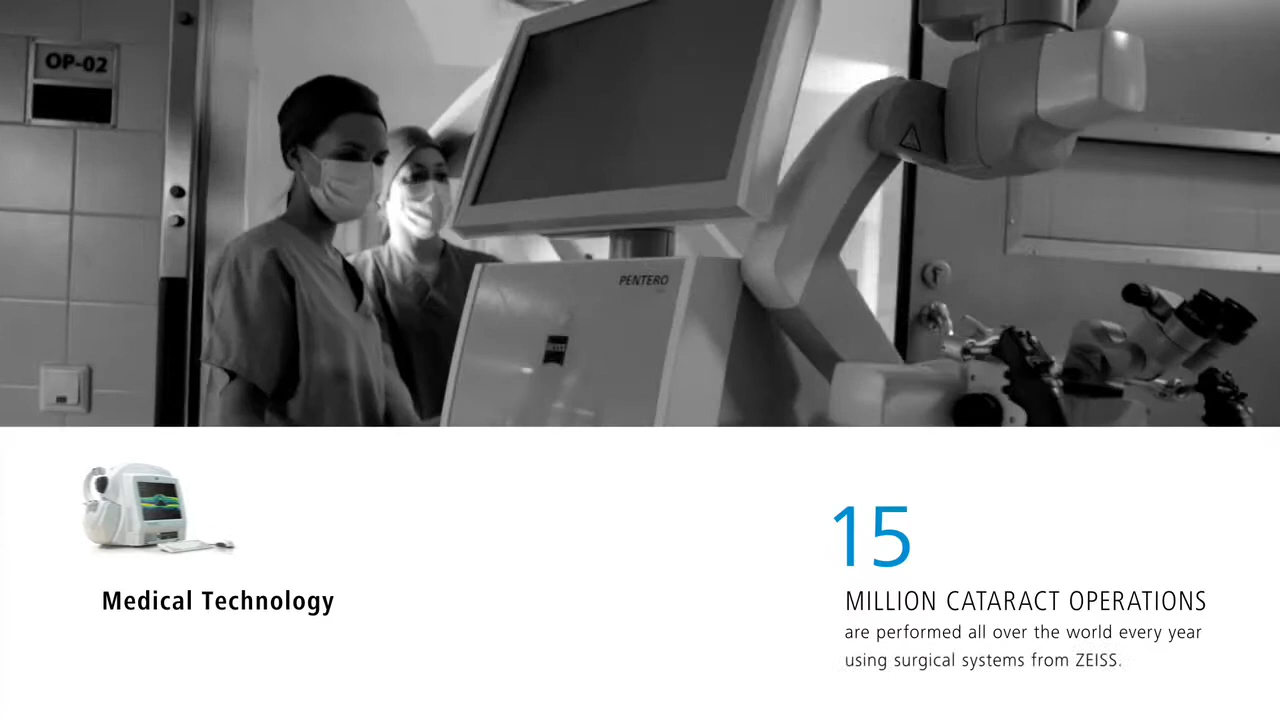 OP-02
PENTERO
Medical Technology
15
MILLION CATARACT OPERATIONS
are performed all over the world every year
using surgical systems from ZEISS.